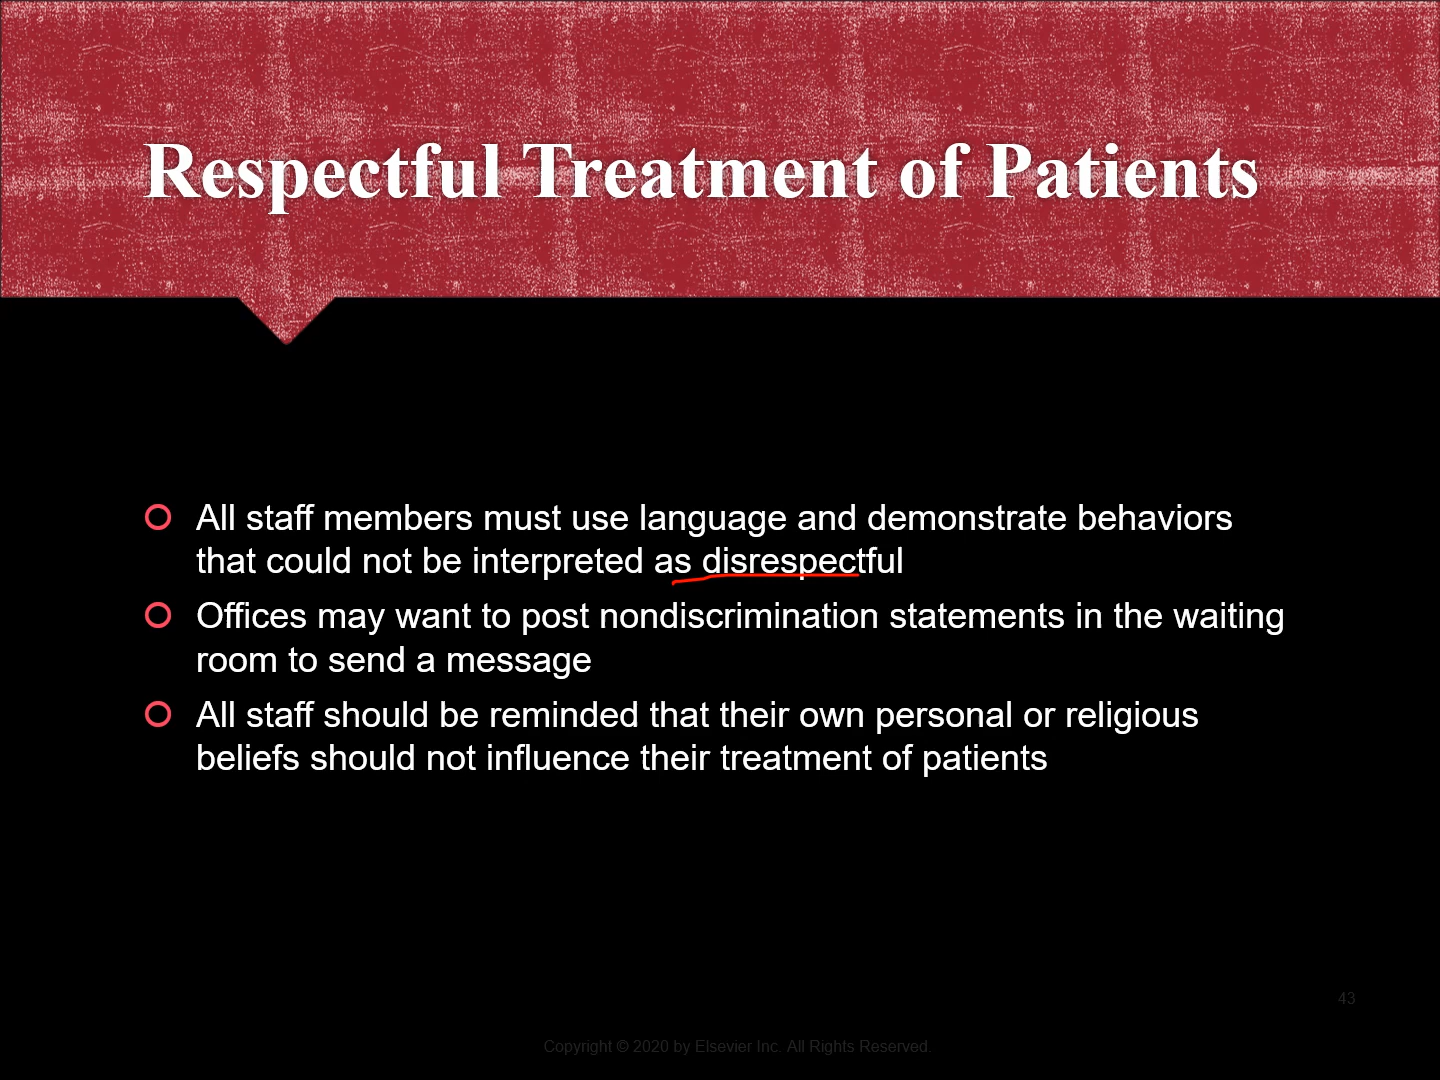 Respectful Treatment of Patients
All staff members must use language and demonstrate behaviors
that could not be interpreted as disrespectful
Offices may want to post nondiscrimination statements in the waiting
room to send a message
All staff should be reminded that their own personal or religious
beliefs should not influence their treatment of patients
43
Copyright © 2020 by Elsevier Inc. All Rights Reserved.